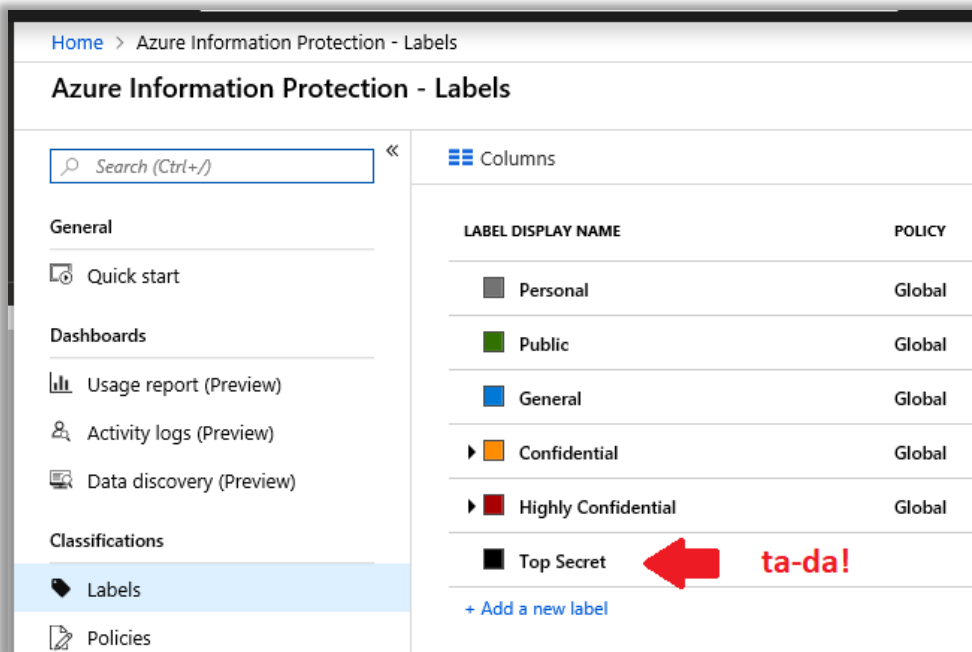 Home > Azure Information Protection - Labels
Azure Information Protection - Labels
Search (Ctrl+/)
«
General
Quick start
Dashboards
Usage report (Preview)
Activity logs (Preview)
Data discovery (Preview)
Classifications
Labels
Policies
Columns
LABEL DISPLAY NAME POLICY
Personal Global
Public Global
General Global
Confidential Global
Highly Confidential Global
Top Secret ta-da!
+ Add a new label